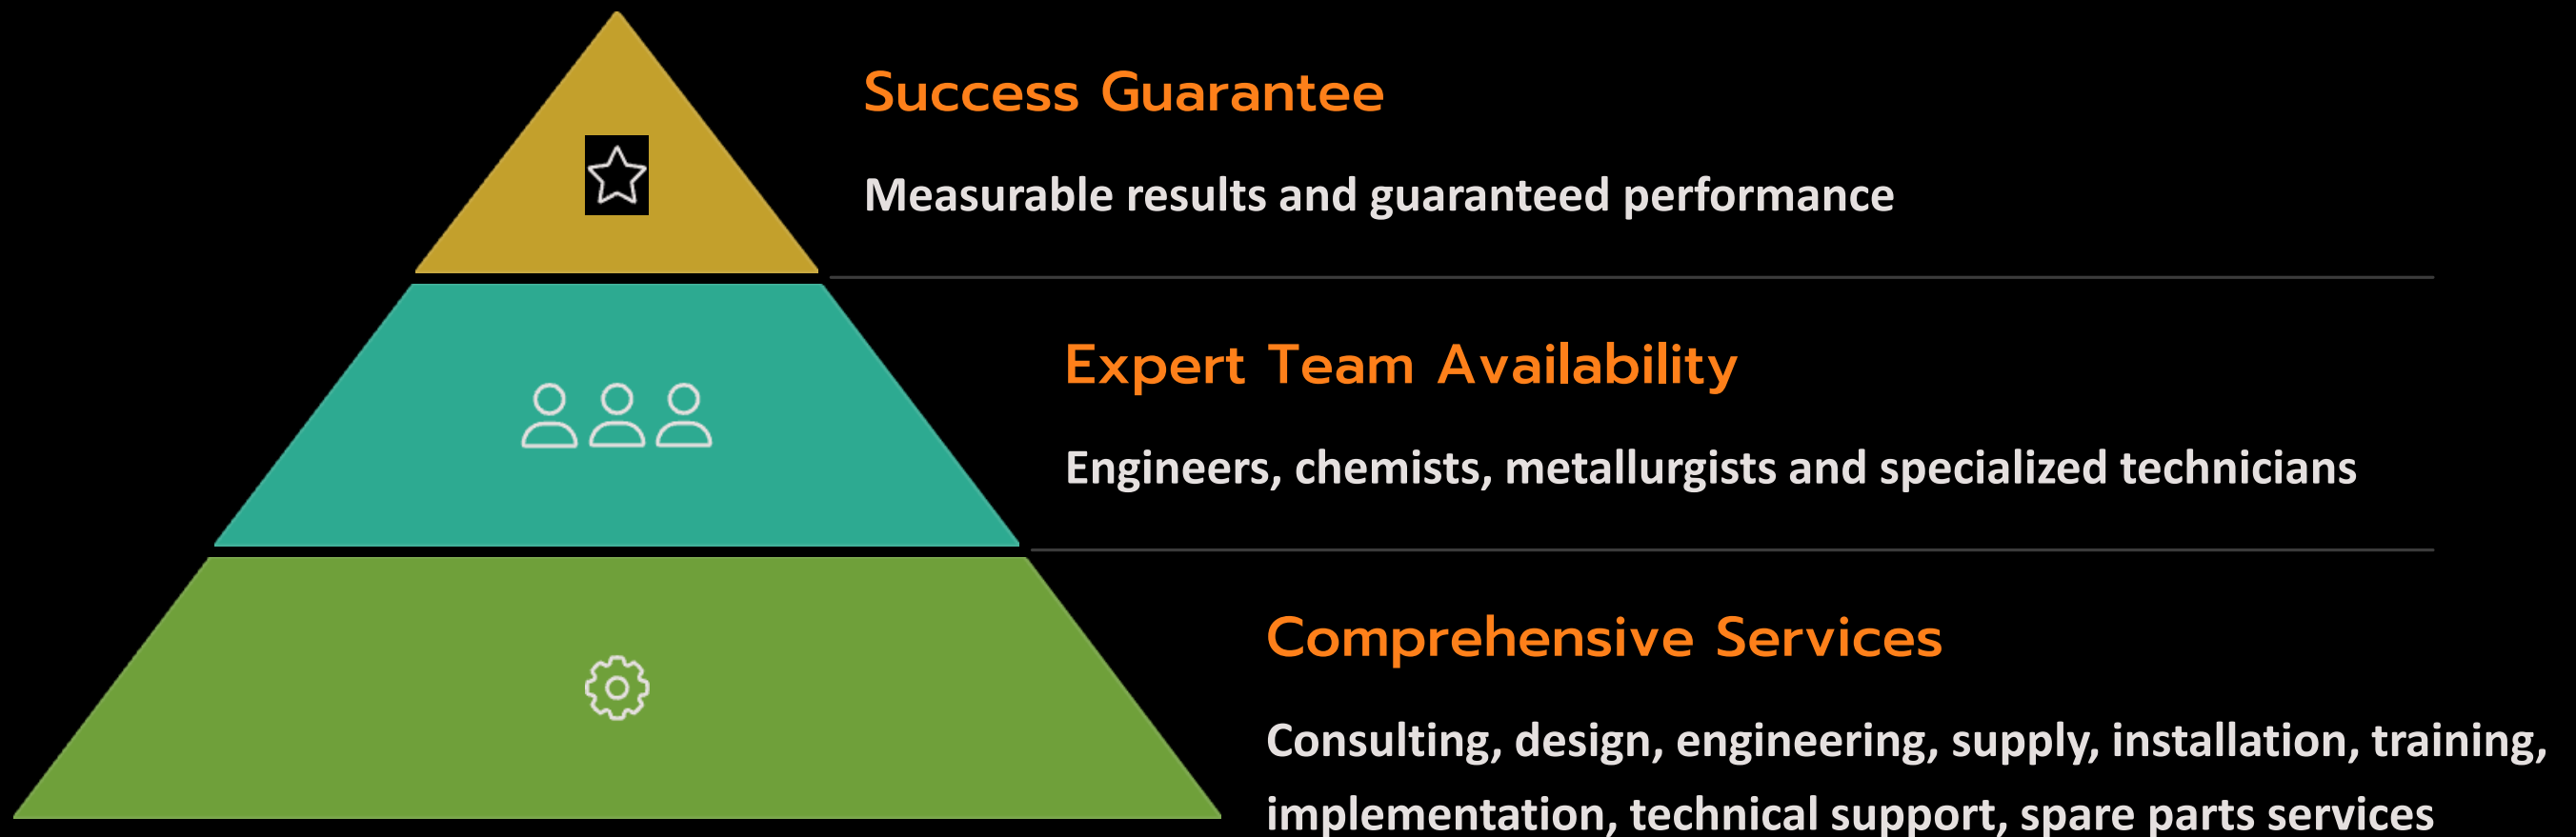 Success Guarantee
Measurable results and guaranteed performance
Expert Team Availability
Engineers, chemists, metallurgists and specialized technicians
Comprehensive Services
Consulting, design, engineering, supply, installation, training,
implementation, technical support, spare parts services